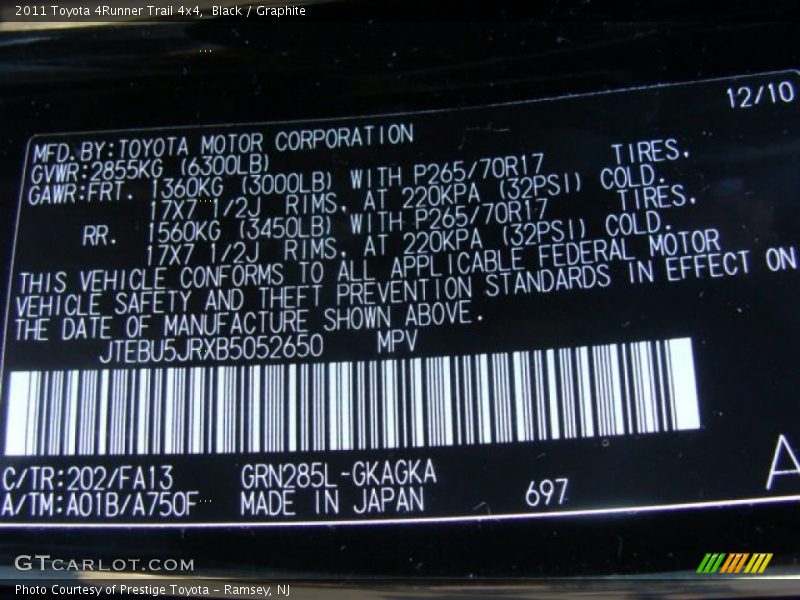 2011 Toyota 4Runner Trail 4x4,  Black / Graphite
12/10
MFD.BY:TOYOTA MOTOR CORPORATION
GVWR:2855KG (6300LB)
GAWR:FRT. 1360KG (3000LB) WITH P265/70R17 TIRES,
17X7 1/2J RIMS, AT 220KPA (32PSI) COLD.
RR. 1560KG (3450LB) WITH P265/70R17 TIRES,
17X7 1/2J RIMS, AT 220KPA (32PSI) COLD.
THIS VEHICLE CONFORMS TO ALL APPLICABLE FEDERAL MOTOR
VEHICLE SAFETY AND THEFT PREVENTION STANDARDS IN EFFECT ON
THE DATE OF MANUFACTURE SHOWN ABOVE.
JTEBU5JRXB5052650 MPV
C/TR:202/FA13 GRN285L-GKAGKA
A/TM:A01B/A750F MADE IN JAPAN 697
A
GTCARLOT.COM
Photo Courtesy of Prestige Toyota - Ramsey, NJ